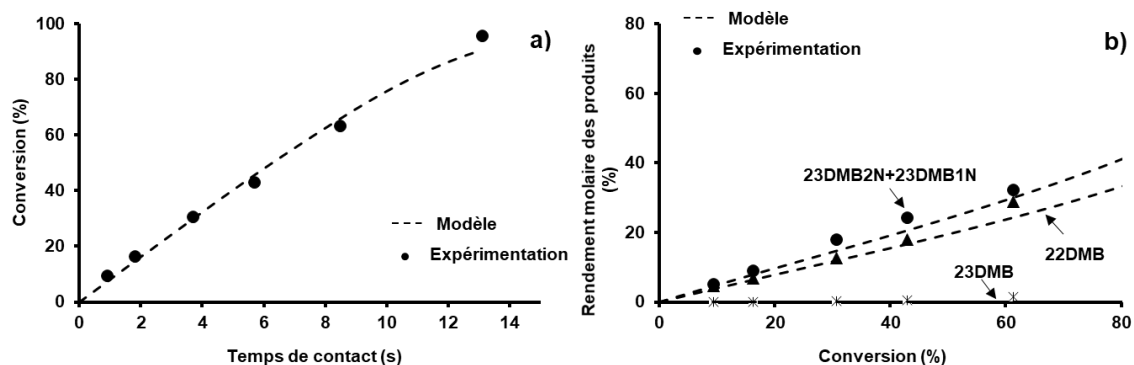 100
80
60
40
20
0
0 2 4 6 8 10 12 14
Conversion (%)
Temps de contact (s)
a)
Modèle
Expérimentation
Modèle
Expérimentation
b)
80
60
40
20
0
0 20 40 60 80
Rendement molaire des produits
(%)
Conversion (%)
23DMB2N+23DMB1N
22DMB
23DMB